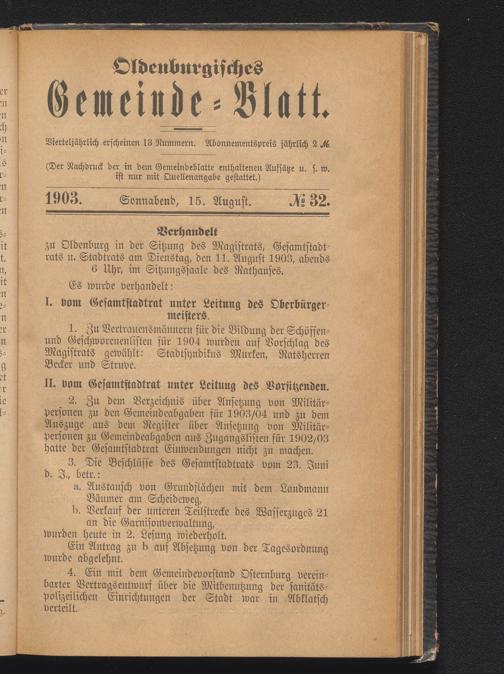 Oldenburgisches
Gemeinde-Blatt.
Vierteljährlich erscheinen 13 Nummern. Abonnementspreis jährlich 2 ℳ
(Der Nachdruck der in dem Gemeindeblatte enthaltenen Aufsätze u. s. w.
ist nur mit Quellenangabe gestattet.)
1903. Sonnabend, 15. August. № 32.
Verhandelt
zu Oldenburg in der Sitzung des Magistrats, Gesamtstadt-
rats u. Stadtrats am Dienstag, den 11. August 1903, abends
6 Uhr, im Sitzungssaale des Rathauses.
Es wurde verhandelt:
I. vom Gesamtstadtrat unter Leitung des Oberbürger-
meisters.
1. Zu Vertrauensmännern für die Bildung der Schöffen-
und Geschworenenlisten für 1904 wurden auf Vorschlag des
Magistrats gewählt: Stadtsyndikus Murken, Ratsherren
Becker und Struve.
II. vom Gesamtstadtrat unter Leitung des Vorsitzenden.
2. Zu dem Verzeichnis über Ansetzung von Militär-
personen zu den Gemeindeabgaben für 1903/04 und zu dem
Auszuge aus dem Register über Ansetzung von Militär-
personen zu Gemeindeabgaben aus Zugangslisten für 1902/03
hatte der Gesamtstadtrat Einwendungen nicht zu machen.
3. Die Beschlüsse des Gesamtstadtrats vom 23. Juni
d. J., betr.:
a. Austausch von Grundflächen mit dem Landmann
Bäumer am Scheideweg,
b. Verkauf der unteren Teilstrecke des Wasserzuges 21
an die Garnisonverwaltung,
wurden heute in 2. Lesung wiederholt.
Ein Antrag zu b auf Absetzung von der Tagesordnung
wurde abgelehnt.
4. Ein mit dem Gemeindevorstand Osternburg verein-
barter Vertragsentwurf über die Mitbenutzung der sanitäts-
polizeilichen Einrichtungen der Stadt war in Abklatsch
verteilt.